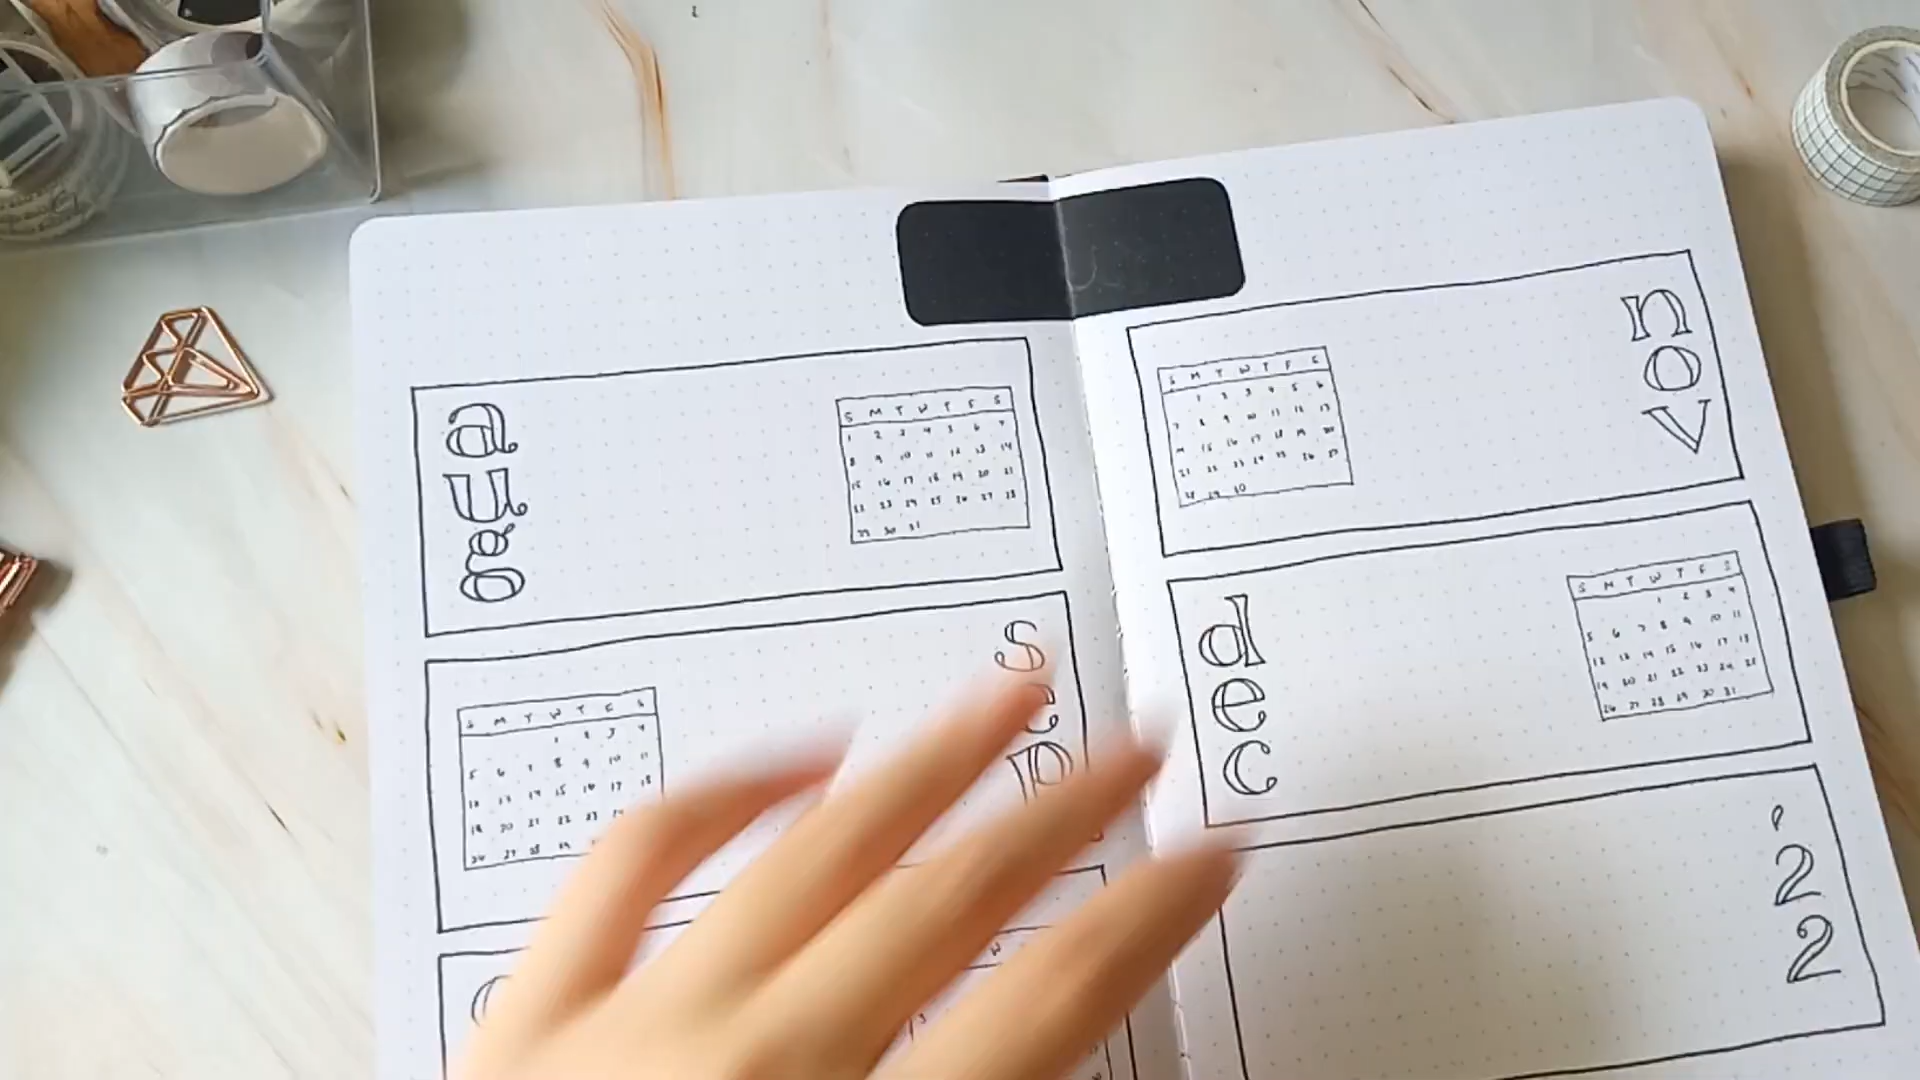 aug
S M T W T F S
1 2 3 4 5 6 7
8 9 10 11 12 13 14
15 16 17 18 19 20 21
22 23 24 25 26 27 28
29 30 31
S M T W T F S
1 2 3 4
5 6 7 8 9 10 11
12 13 14 15 16 17 18
19 20 21 22 23
26 27 28 29
sep
W
S M T W T F S
1 2 3 4 5 6
7 8 9 10 11 12 13
14 15 16 17 18 19 20
21 22 23 24 25 26 27
28 29 30
nov
dec
S M T W T F S
1 2 3 4
5 6 7 8 9 10 11
12 13 14 15 16 17 18
19 20 21 22 23 24 25
26 27 28 29 30 31
'22